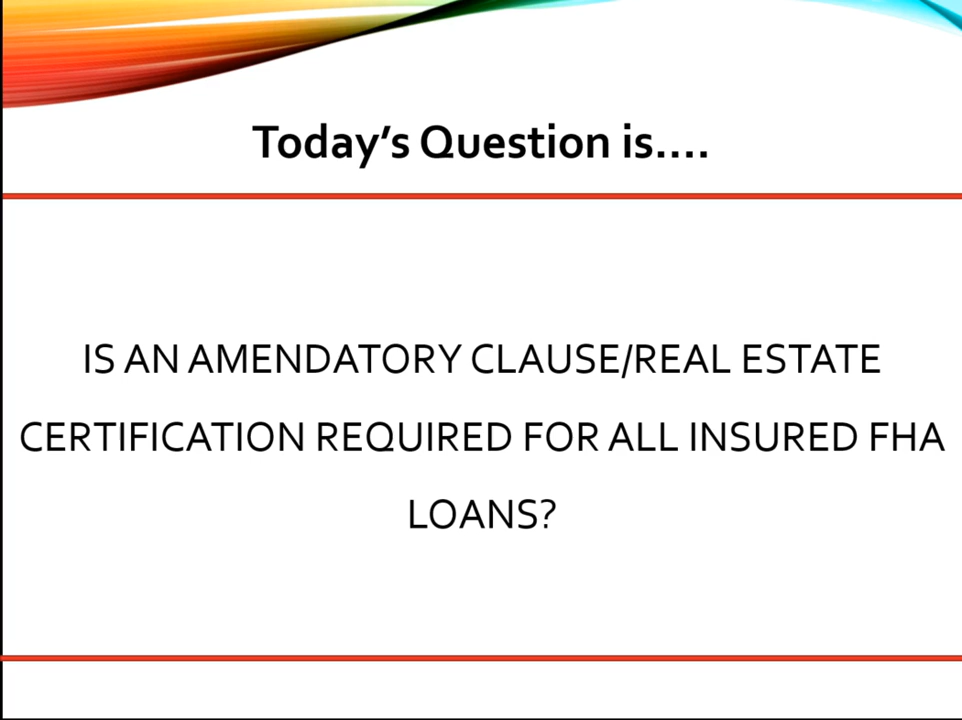 Today’s Question is....
IS AN AMENDATORY CLAUSE/REAL ESTATE
CERTIFICATION REQUIRED FOR ALL INSURED FHA
LOANS?